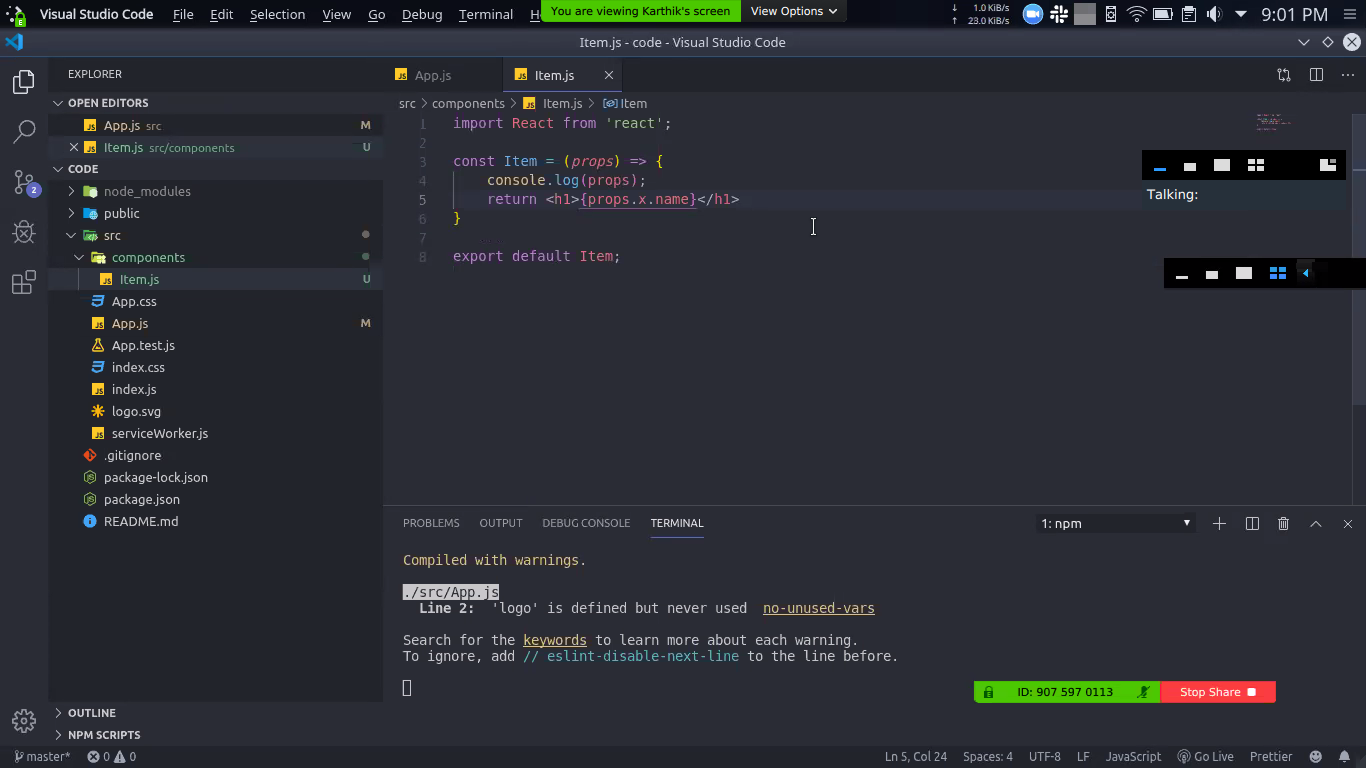 Visual Studio Code File Edit Selection View Go Debug Terminal H
You are viewing Karthik's screen View Options
1.0 KiB/s
23.0 KiB/s
9:01 PM
Item.js - code - Visual Studio Code
EXPLORER
OPEN EDITORS
App.js src M
Item.js src/components U
CODE
node_modules
public
src
components
Item.js U
App.css
App.js M
App.test.js
index.css
index.js
logo.svg
serviceWorker.js
.gitignore
package-lock.json
package.json
README.md
OUTLINE
NPM SCRIPTS
2
App.js Item.js
src > components > Item.js > Item
1 import React from 'react';
2
3 const Item = (props) => {
4 console.log(props);
5 return <h1>{props.x.name}</h1>
6 }
7
8 export default Item;
Talking:
PROBLEMS OUTPUT DEBUG CONSOLE TERMINAL 1: npm
Compiled with warnings.
./src/App.js
Line 2: 'logo' is defined but never used no-unused-vars
Search for the keywords to learn more about each warning.
To ignore, add // eslint-disable-next-line to the line before.
ID: 907 597 0113 Stop Share
master* 0 0 Ln 5, Col 24 Spaces: 4 UTF-8 LF JavaScript Go Live Prettier